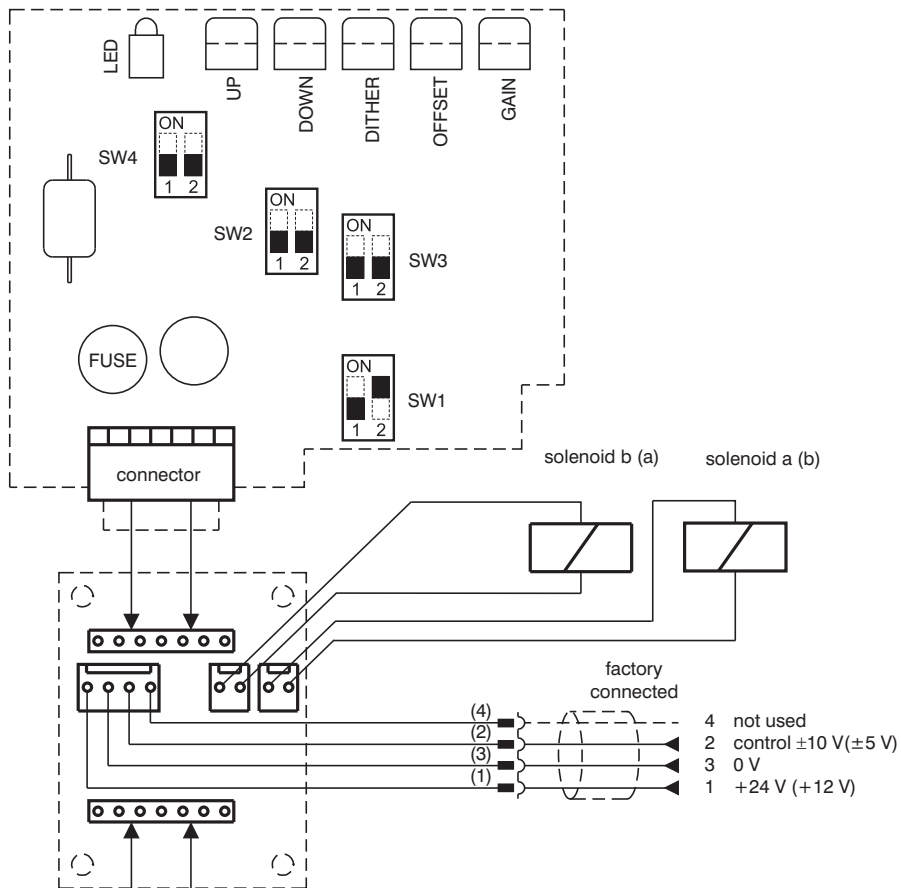 LED
UP
DOWN
DITHER
OFFSET
GAIN
ON
SW4
1 2
ON
SW2
1 2
ON
SW3
1 2
FUSE
ON
SW1
1 2
connector
solenoid b (a)
solenoid a (b)
factory
connected
(4)
4 not used
(2)
2 control ±10 V(±5 V)
(3)
3 0 V
(1)
1 +24 V (+12 V)